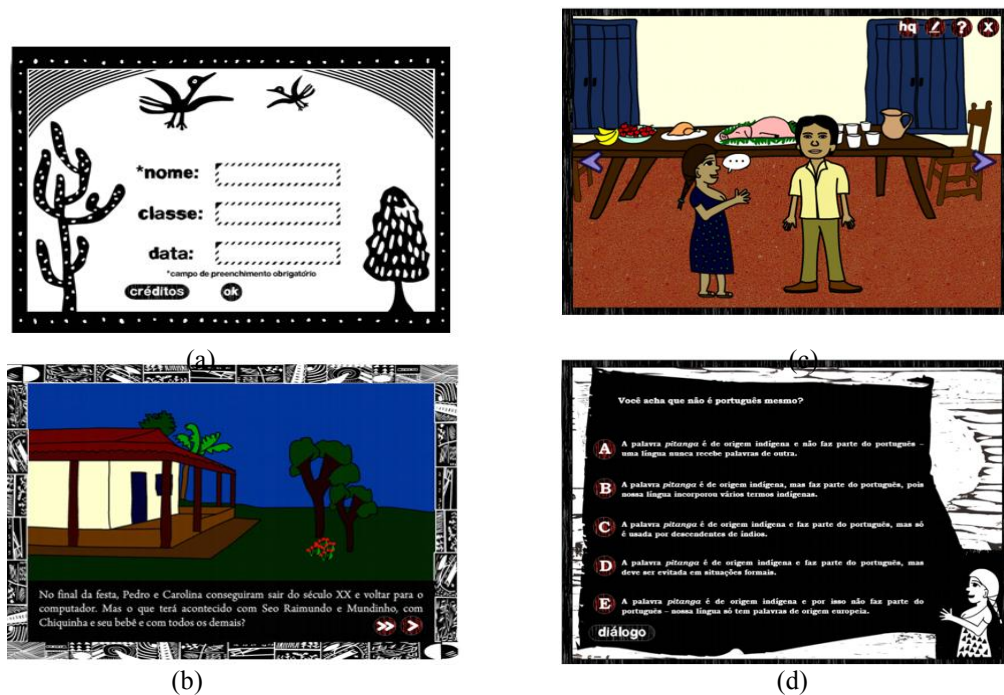 *nome:
classe:
data:
*campo de preenchimento obrigatório
créditos ok
(a)
hq ? X
...
(c)
No final da festa, Pedro e Carolina conseguiram sair do século XX e voltar para o
computador. Mas o que terá acontecido com Seo Raimundo e Mundinho, com
Chiquinha e seu bebê e com todos os demais?
>> >
(b)
Você acha que não é português mesmo?
A A palavra pitanga é de origem indígena e não faz parte do português –
uma língua nunca recebe palavras de outra.
B A palavra pitanga é de origem indígena, mas faz parte do português, pois
nossa língua incorporou vários termos indígenas.
C A palavra pitanga é de origem indígena e faz parte do português, mas só
é usada por descendentes de índios.
D A palavra pitanga é de origem indígena e faz parte do português, mas
deve ser evitada em situações formais.
E A palavra pitanga é de origem indígena e por isso não faz parte do
português – nossa língua só tem palavras de origem europeia.
diálogo
(d)